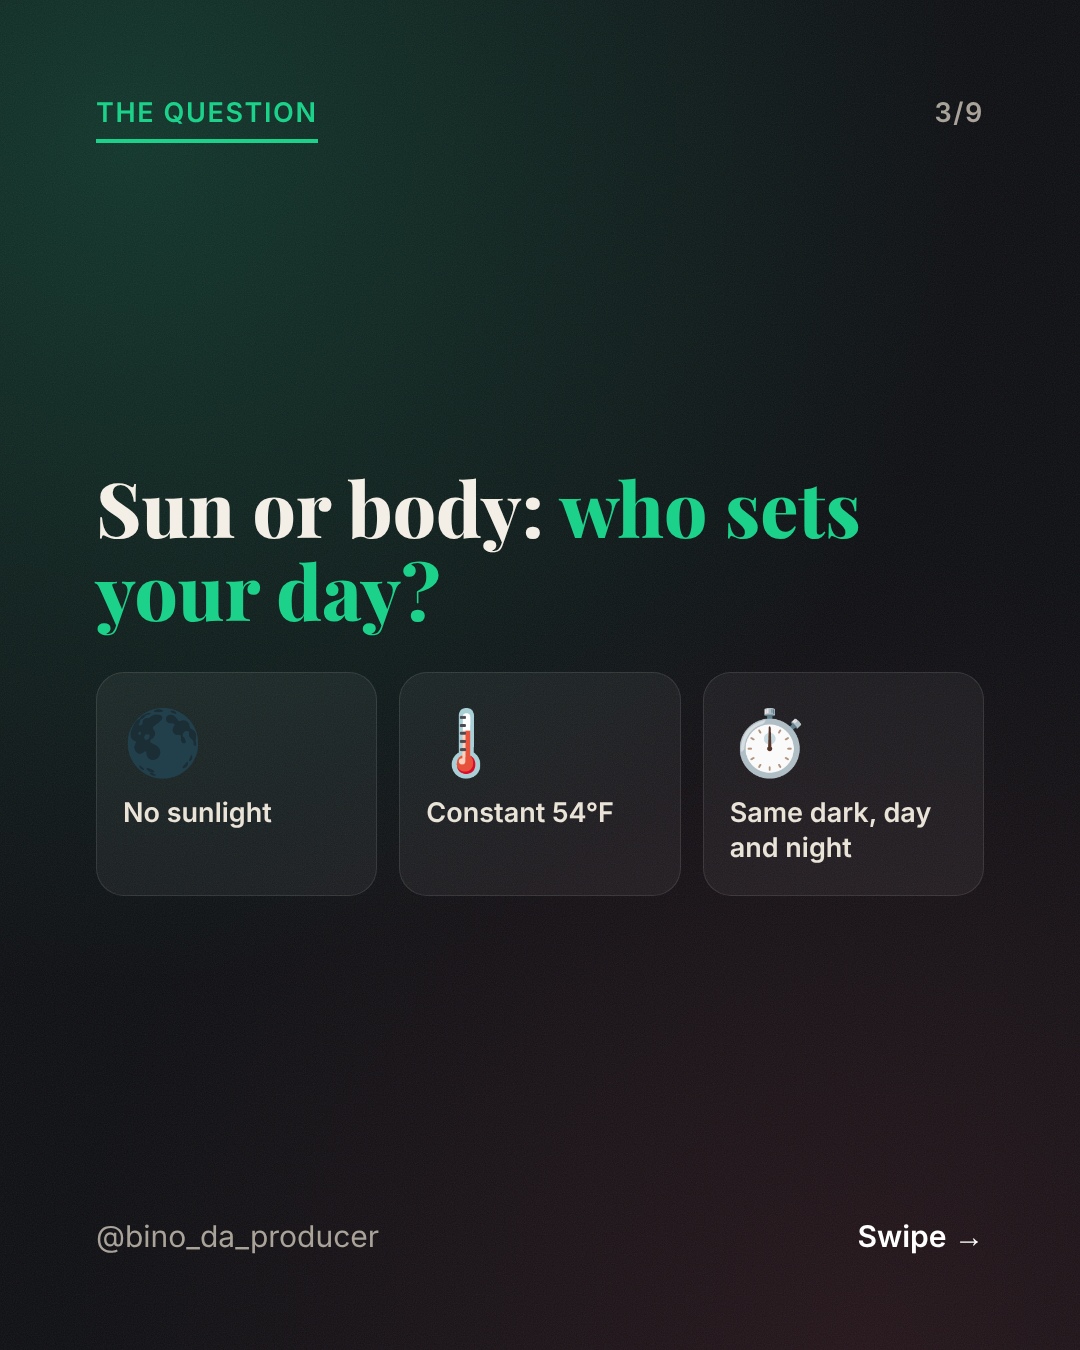 THE QUESTION
3/9
Sun or body: who sets
your day?
No sunlight
Constant 54°F
Same dark, day
and night
@bino_da_producer
Swipe →